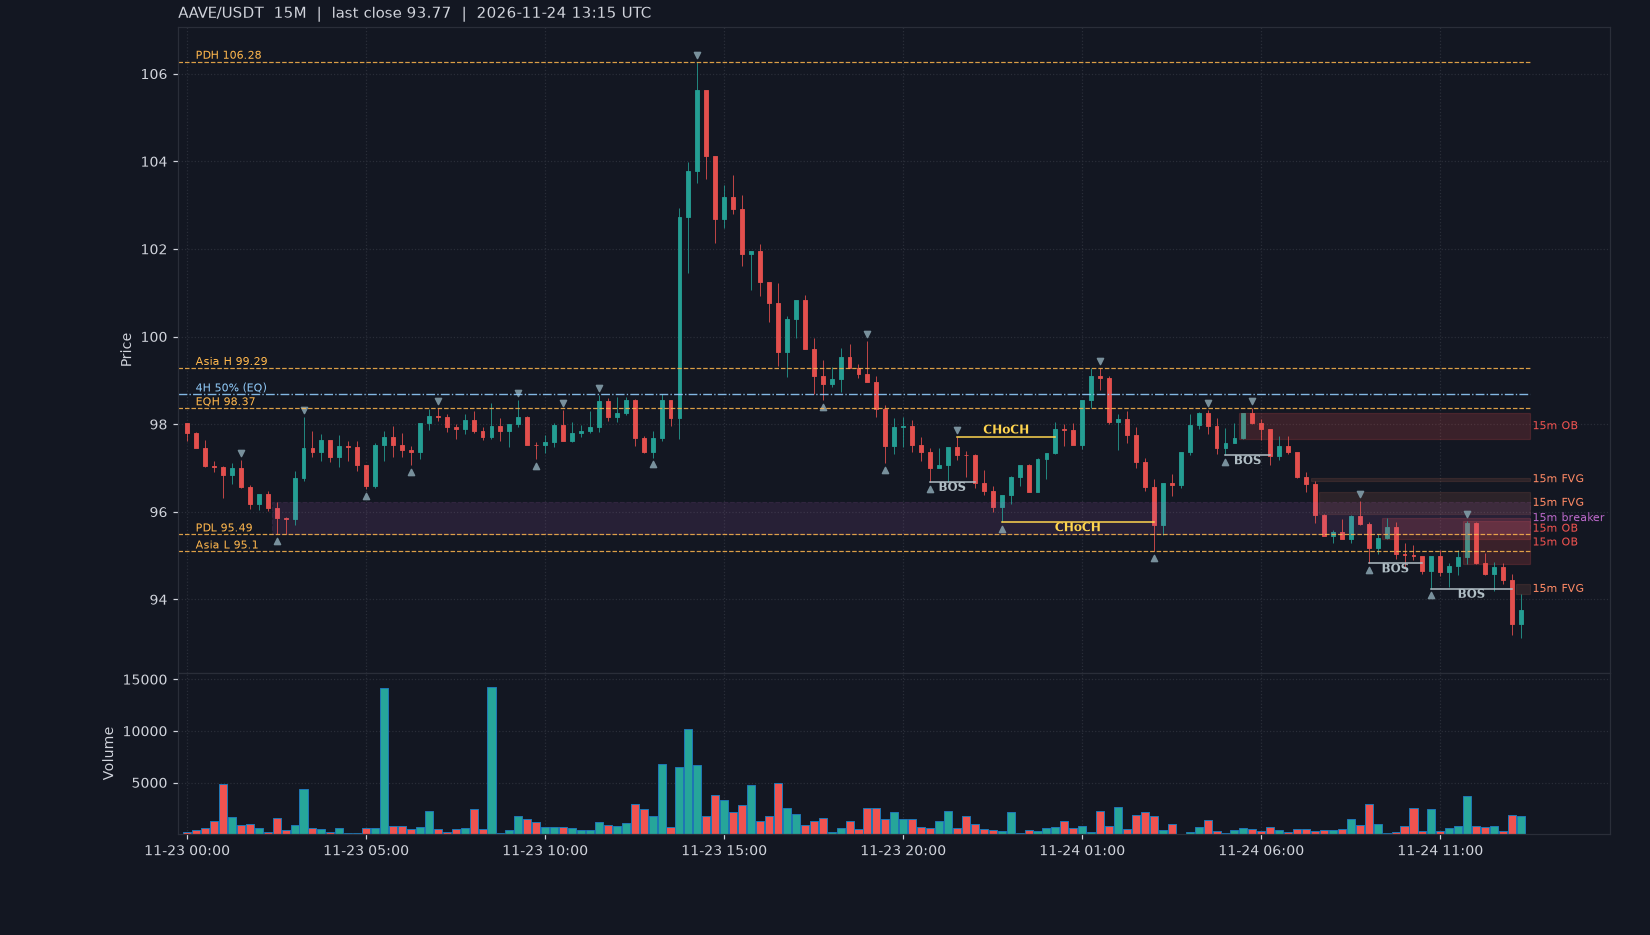 AAVE/USDT  15M  |  last close 93.77  |  2026-11-24 13:15 UTC
PDH 106.28
106
104
102
Price
100
Asia H 99.29
4H 50% (EQ)
EQH 98.37
98
CHoCH
15m OB
BOS
BOS
15m FVG
15m FVG
96
15m breaker
CHoCH
PDL 95.49
15m OB
Asia L 95.1
15m OB
BOS
15m FVG
BOS
94
15000
10000
Volume
5000
11-23 00:00
11-23 05:00
11-23 10:00
11-23 15:00
11-23 20:00
11-24 01:00
11-24 06:00
11-24 11:00